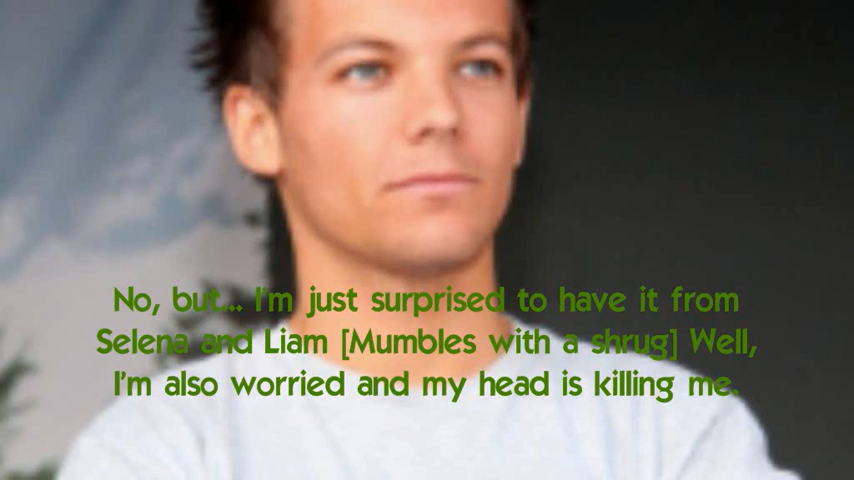 No, but... I'm just surprised to have it from
Selena and Liam [Mumbles with a shrug] Well,
I'm also worried and my head is killing me.